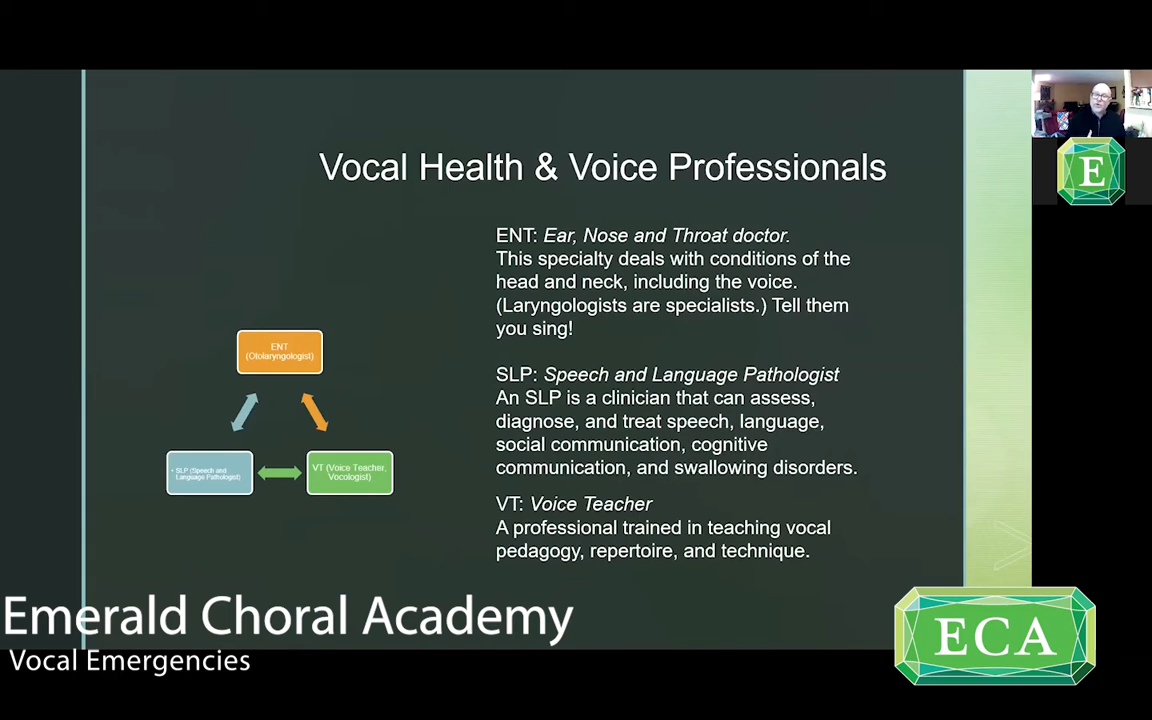 Vocal Health & Voice Professionals
ENT: Ear, Nose and Throat doctor.
This specialty deals with conditions of the
head and neck, including the voice.
(Laryngologists are specialists.) Tell them
you sing!
SLP: Speech and Language Pathologist
An SLP is a clinician that can assess,
diagnose, and treat speech, language,
social communication, cognitive
communication, and swallowing disorders.
VT: Voice Teacher
A professional trained in teaching vocal
pedagogy, repertoire, and technique.
ENT
(Otolaryngologist)
• SLP (Speech and
Language Pathologist)
VT (Voice Teacher,
Vocologist)
E
Emerald Choral Academy
Vocal Emergencies
ECA